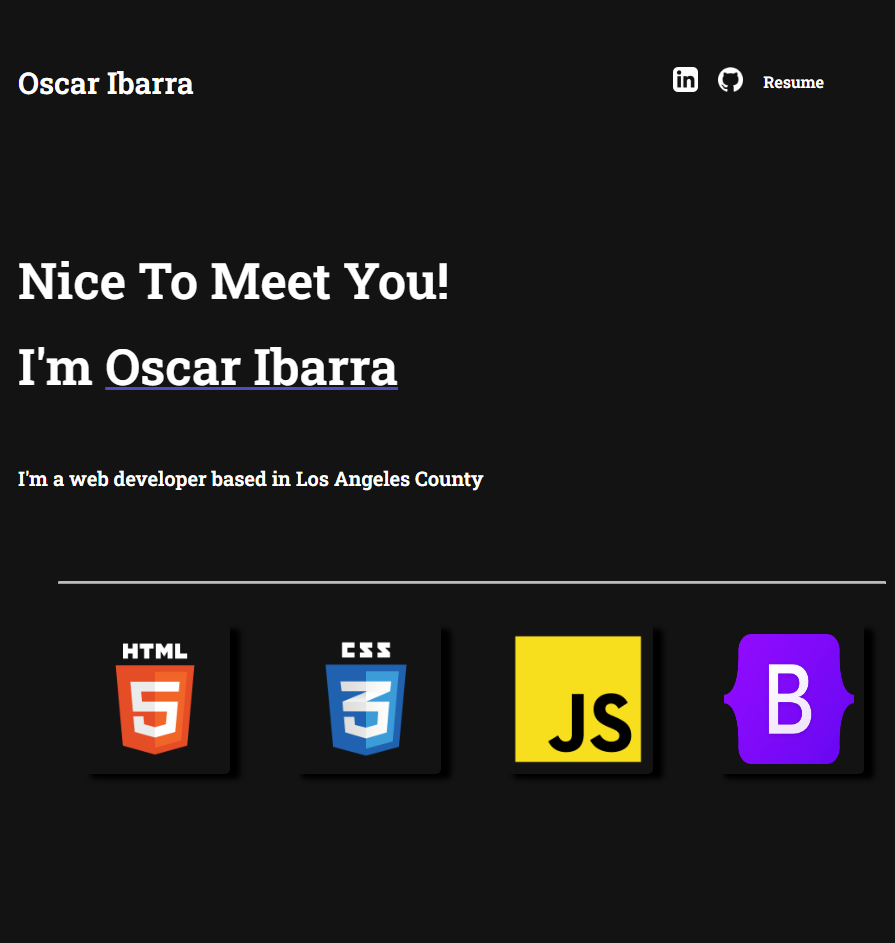 Oscar Ibarra
in
Resume
Nice To Meet You!
I'm Oscar Ibarra
I'm a web developer based in Los Angeles County
HTML
5
CSS
3
JS
B